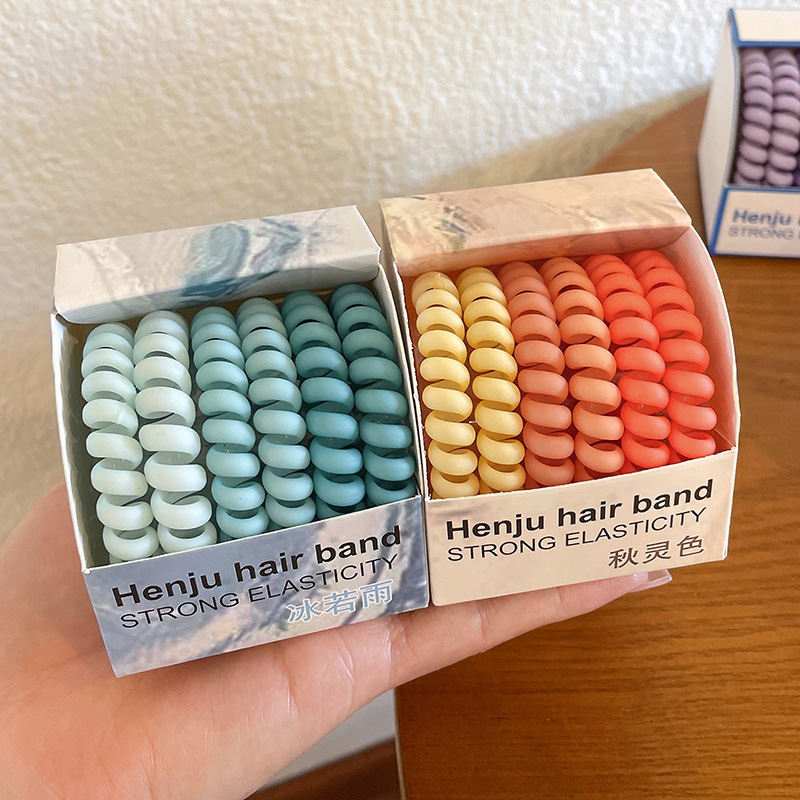 Henju hair band
STRONG ELASTICITY
冰若雨
Henju hair band
STRONG ELASTICITY
秋灵色
Henju
STRONG